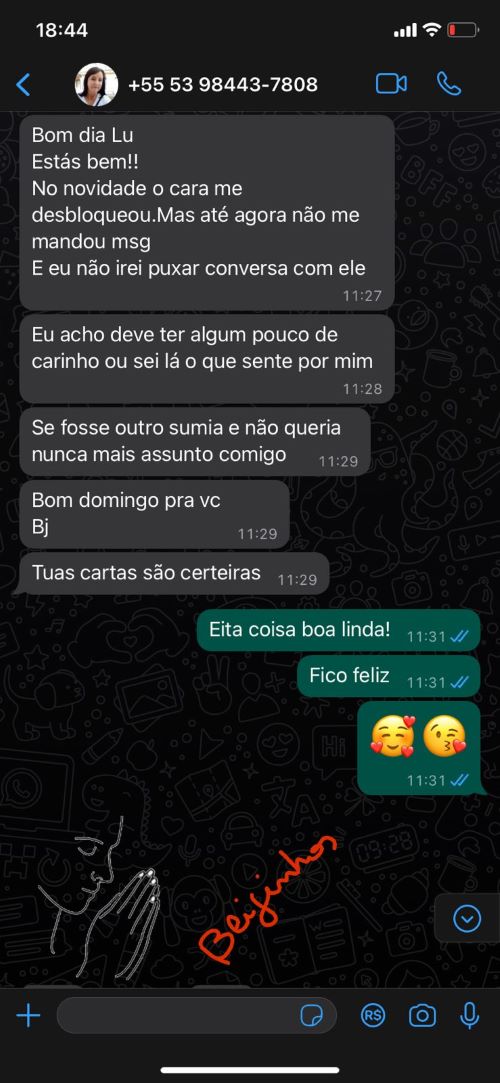 18:44
+55 53 98443-7808
Bom dia Lu
Estás bem!!
No novidade o cara me
desbloqueou.Mas até agora não me
mandou msg
E eu não irei puxar conversa com ele
11:27
Eu acho deve ter algum pouco de
carinho ou sei lá o que sente por mim
11:28
Se fosse outro sumia e não queria
nunca mais assunto comigo 11:29
Bom domingo pra vc
Bj 11:29
Tuas cartas são certeiras 11:29
Eita coisa boa linda! 11:31
Fico feliz 11:31
11:31
Beijinhos
R$